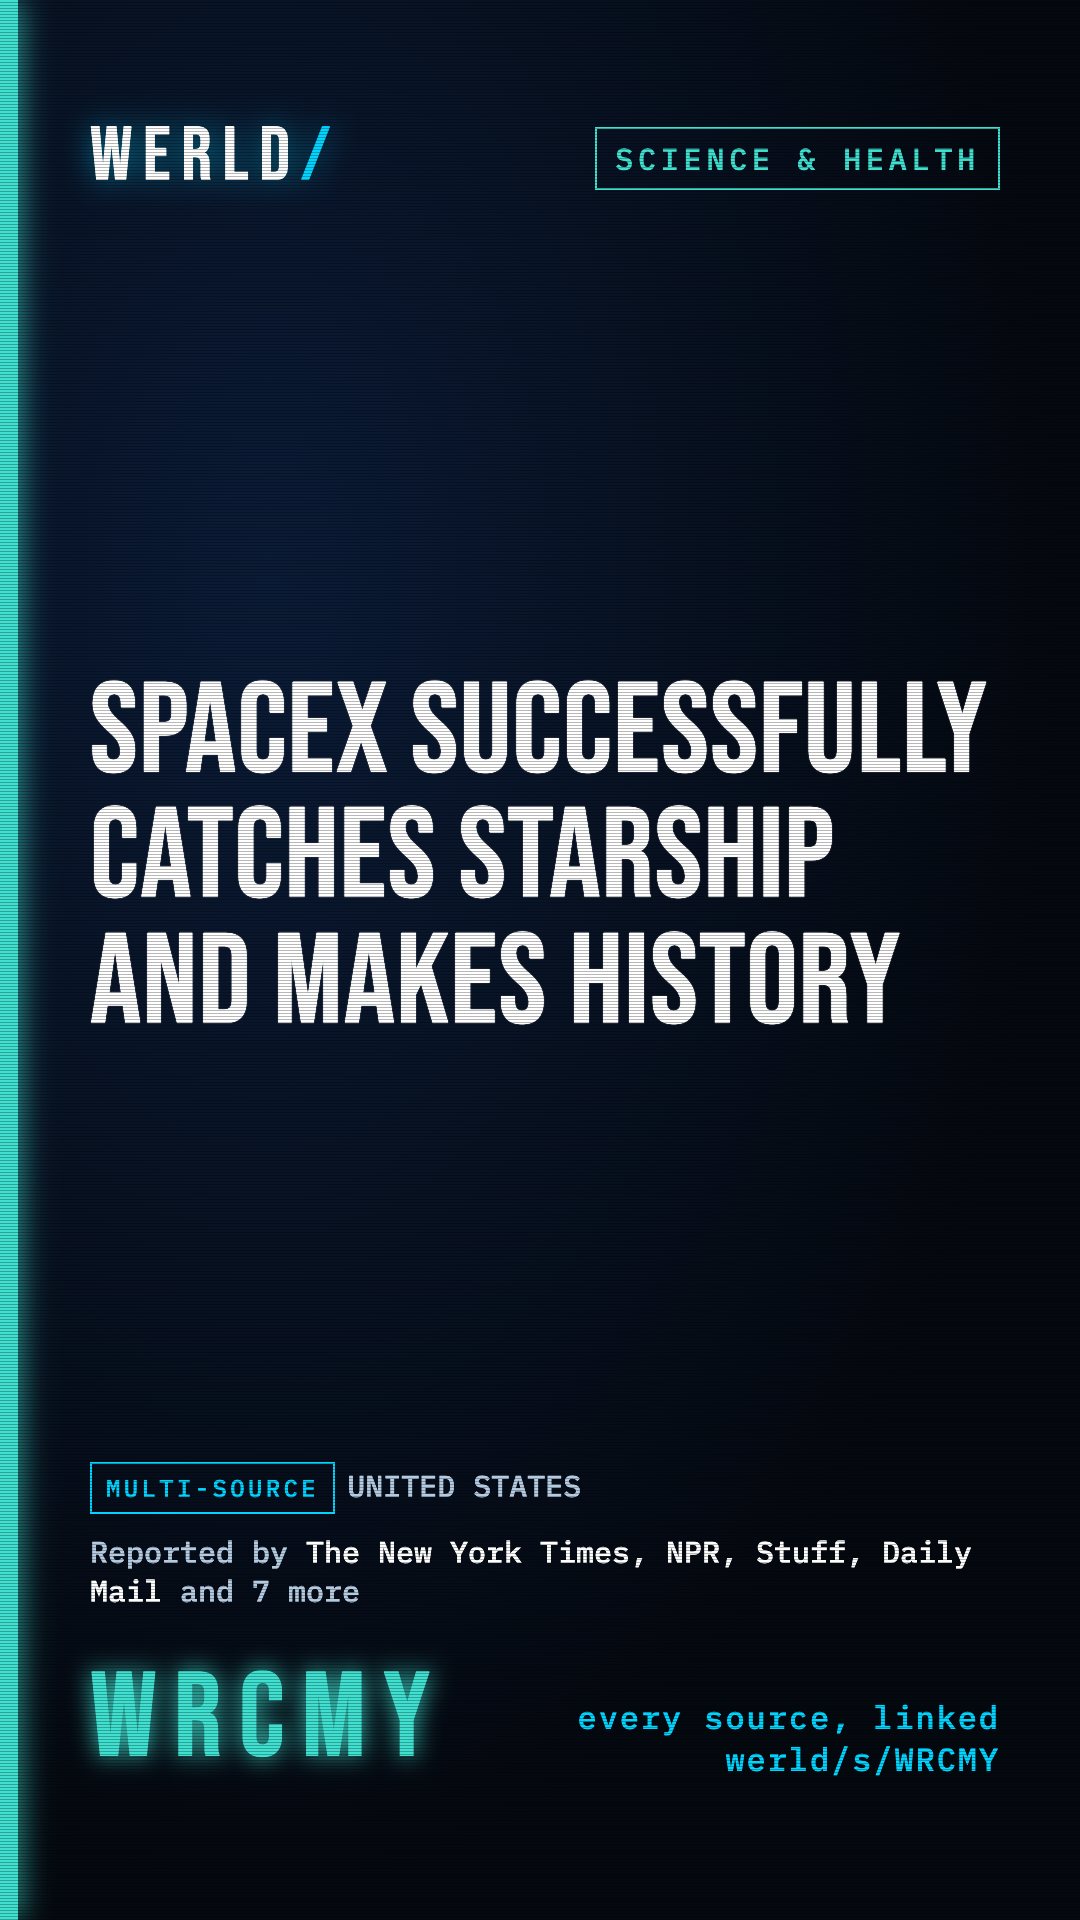 WERLD/
SCIENCE & HEALTH
SPACEX SUCCESSFULLY
CATCHES STARSHIP
AND MAKES HISTORY
MULTI-SOURCE UNITED STATES
Reported by The New York Times, NPR, Stuff, Daily
Mail and 7 more
WRCMY
every source, linked
werld/s/WRCMY